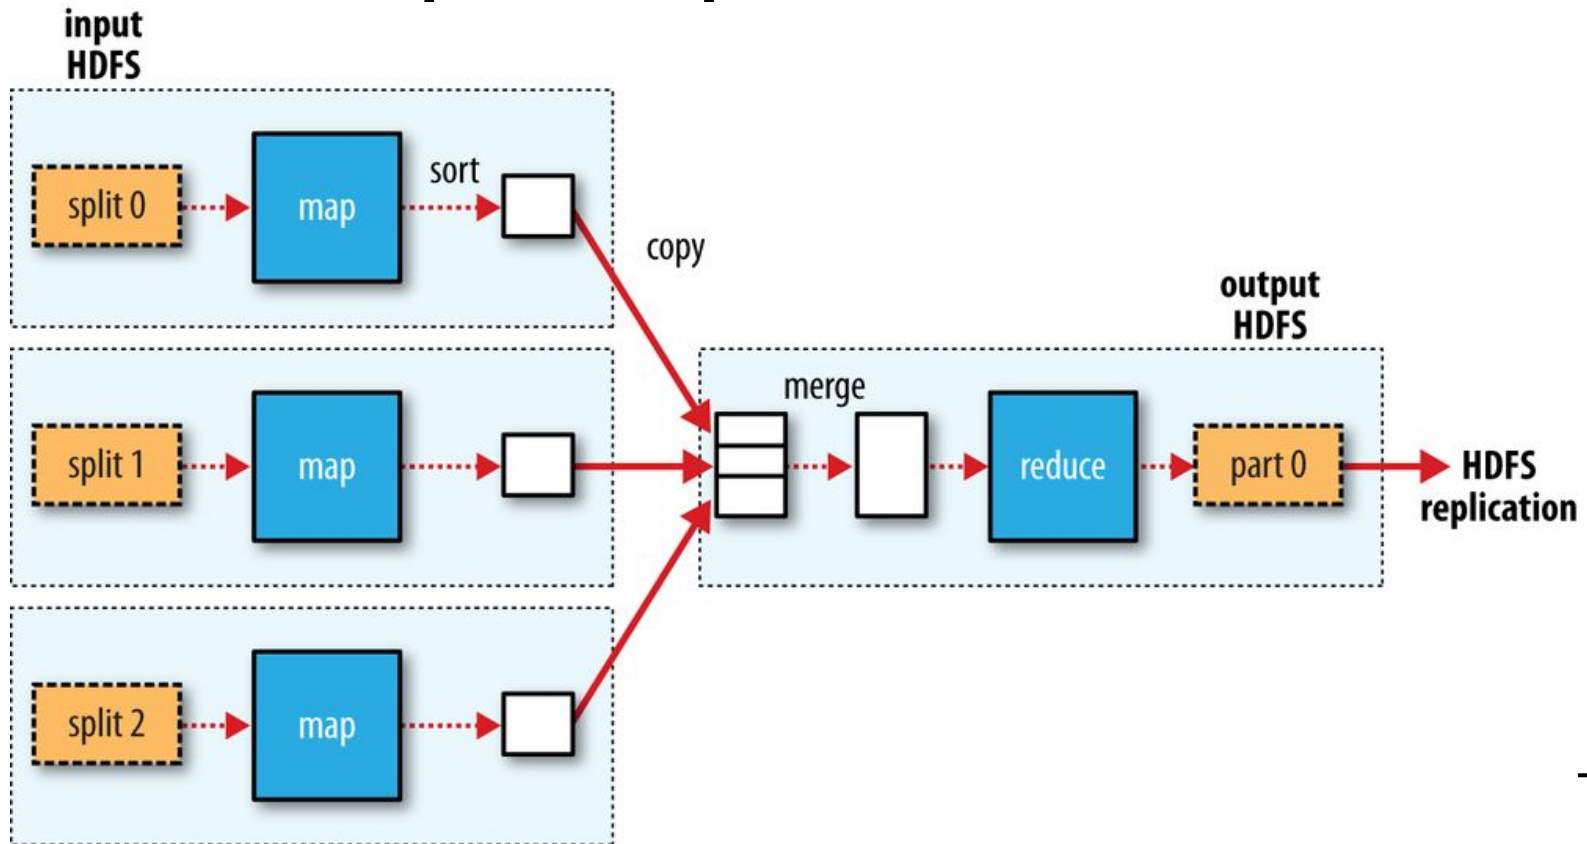 input
HDFS
split 0
map
sort
copy
split 1
map
split 2
map
merge
reduce
output
HDFS
part 0
HDFS
replication